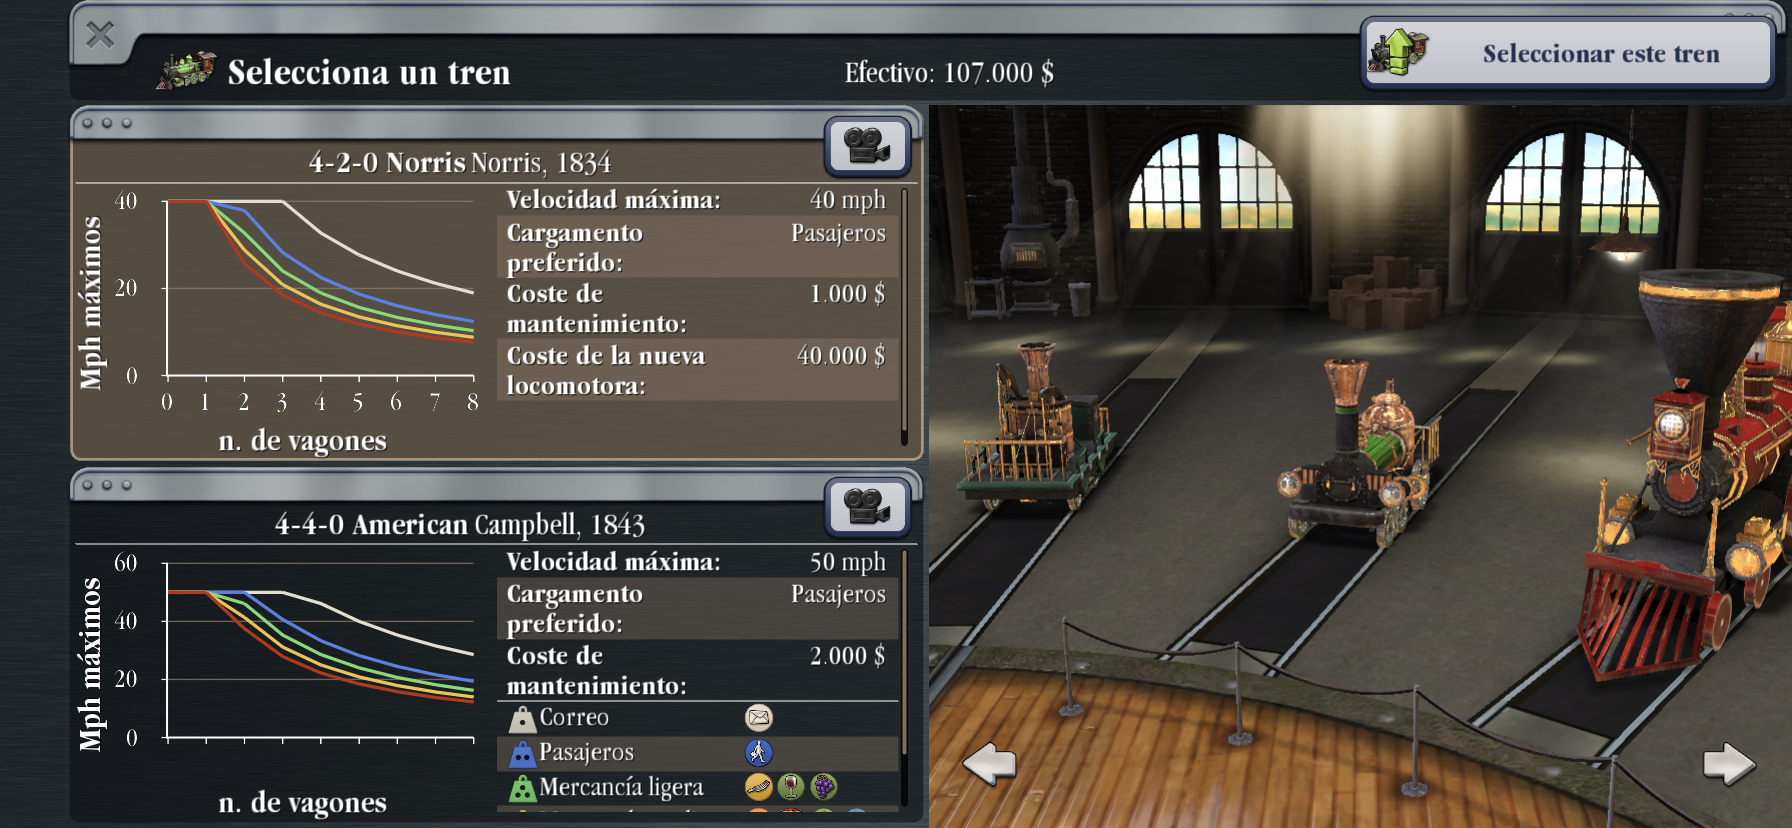 Selecciona un tren
Efectivo: 107.000 $
Seleccionar este tren
4-2-0 Norris Norris, 1834
Mph máximos
40
20
0
0 1 2 3 4 5 6 7 8
n. de vagones
Velocidad máxima: 40 mph
Cargamento Pasajeros
preferido:
Coste de 1.000 $
mantenimiento:
Coste de la nueva 40.000 $
locomotora:
4-4-0 American Campbell, 1843
Mph máximos
60
40
20
0
n. de vagones
Velocidad máxima: 50 mph
Cargamento Pasajeros
preferido:
Coste de 2.000 $
mantenimiento:
Correo
Pasajeros
Mercancía ligera